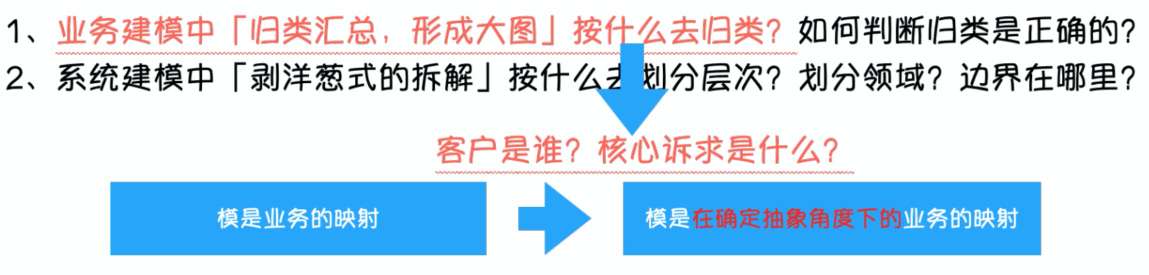 1、业务建模中「归类汇总，形成大图」按什么去归类？如何判断归类是正确的？
2、系统建模中「剥洋葱式的拆解」按什么去划分层次？划分领域？边界在哪里？
客户是谁？核心诉求是什么？
模是业务的映射
模是在确定抽象角度下的业务的映射